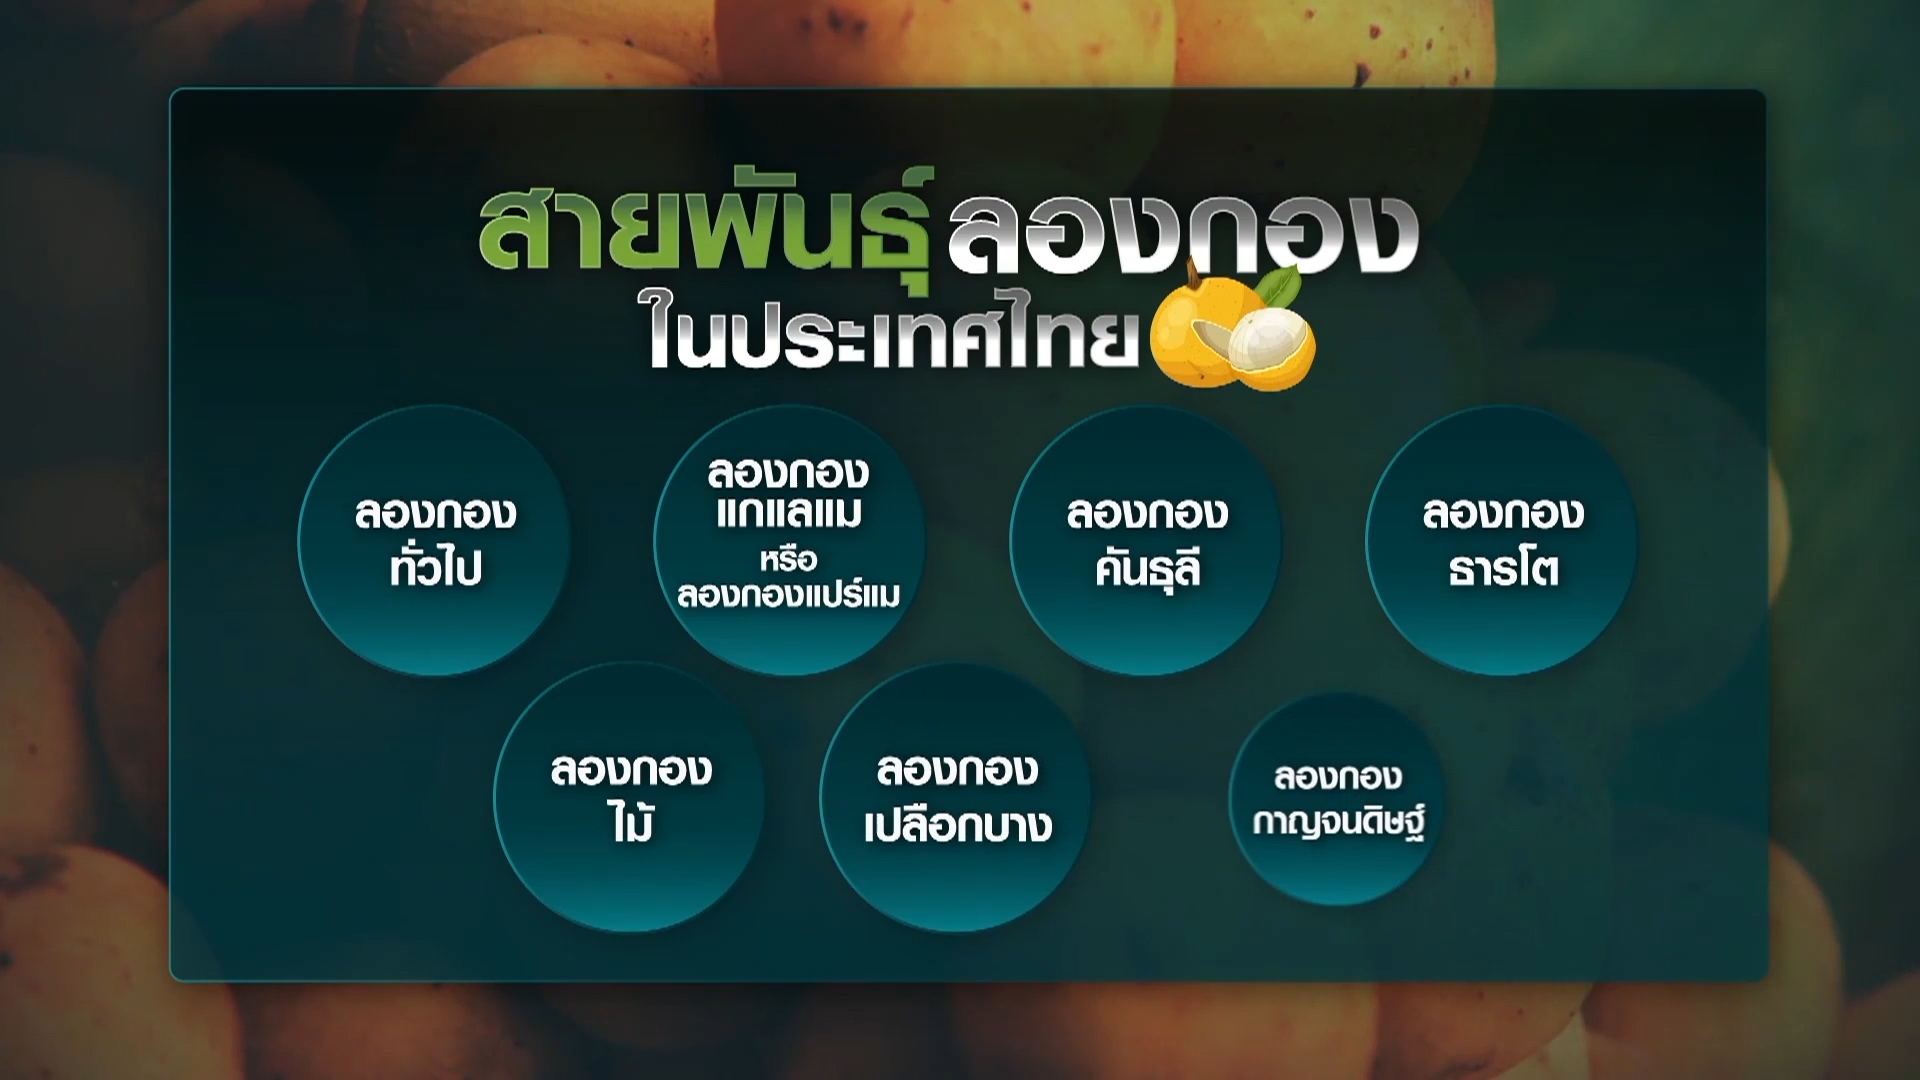 สายพันธุ์ ลองกอง
ในประเทศไทย
ลองกอง
ทั่วไป
ลองกอง
แกแลแม
หรือ
ลองกองแปร์แม
ลองกอง
คันธุลี
ลองกอง
ธารโต
ลองกอง
ไม้
ลองกอง
เปลือกบาง
ลองกอง
กาญจนดิษฐ์